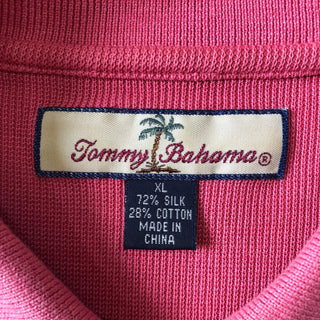 Tommy Bahama®
XL
72% SILK
28% COTTON
MADE IN
CHINA